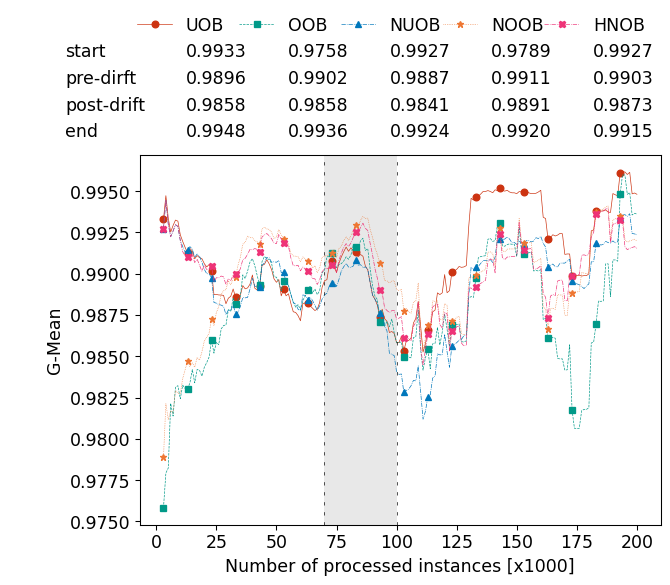 UOB OOB NUOB NOOB HNOB
start 0.9933 0.9758 0.9927 0.9789 0.9927
pre-dirft 0.9896 0.9902 0.9887 0.9911 0.9903
post-drift 0.9858 0.9858 0.9841 0.9891 0.9873
end 0.9948 0.9936 0.9924 0.9920 0.9915
0.9950
0.9925
0.9900
0.9875
0.9850
0.9825
0.9800
0.9775
0.9750
G-Mean
0 25 50 75 100 125 150 175 200
Number of processed instances [x1000]